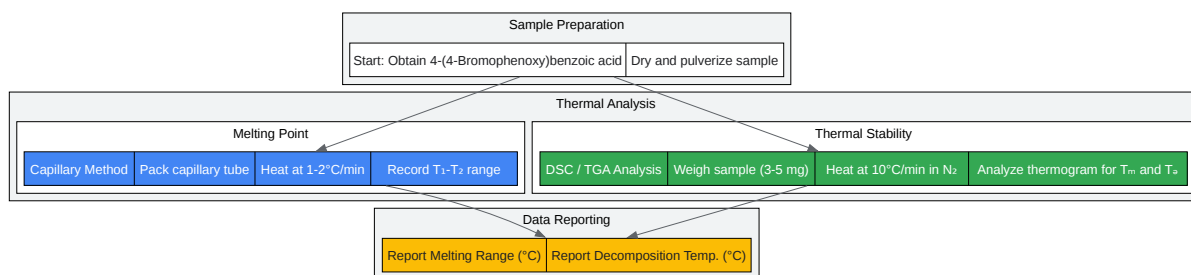 Sample Preparation
Start: Obtain 4-(4-Bromophenoxy)benzoic acid
Dry and pulverize sample
Thermal Analysis
Melting Point
Capillary Method
Pack capillary tube
Heat at 1-2°C/min
Record T₁-T₂ range
Thermal Stability
DSC / TGA Analysis
Weigh sample (3-5 mg)
Heat at 10°C/min in N₂
Analyze thermogram for Tₘ and Tₔ
Data Reporting
Report Melting Range (°C)
Report Decomposition Temp. (°C)